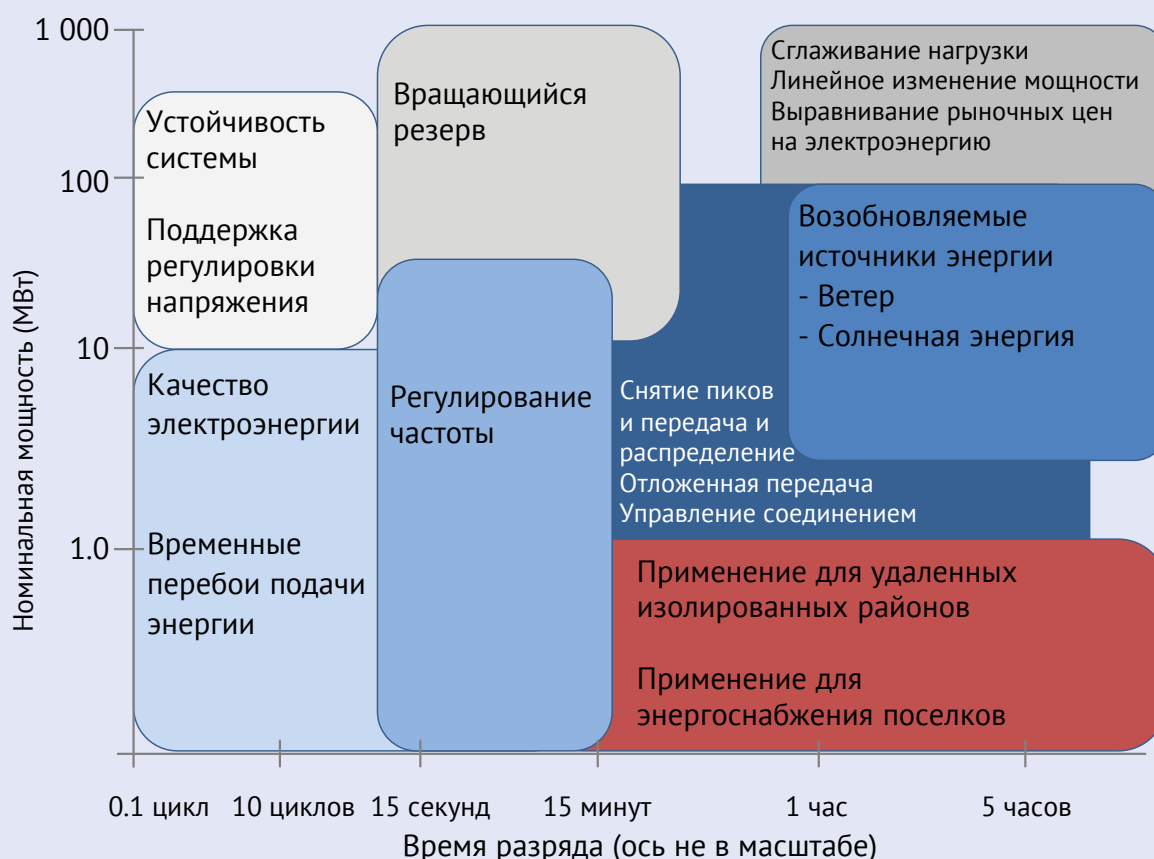 Номинальная мощность (МВт)
1 000
100
10
1.0
Устойчивость
системы
Поддержка
регулировки
напряжения
Вращающийся
резерв
Сглаживание нагрузки
Линейное изменение мощности
Выравнивание рыночных цен
на электроэнергию
Возобновляемые
источники энергии
- Ветер
- Солнечная энергия
Качество
электроэнергии
Временные
перебои подачи
энергии
Регулирование
частоты
Снятие пиков
и передача и
распределение
Отложенная передача
Управление соединением
Применение для удаленных
изолированных районов
Применение для
энергоснабжения поселков
0.1 цикл
10 циклов
15 секунд
15 минут
1 час
5 часов
Время разряда (ось не в масштабе)